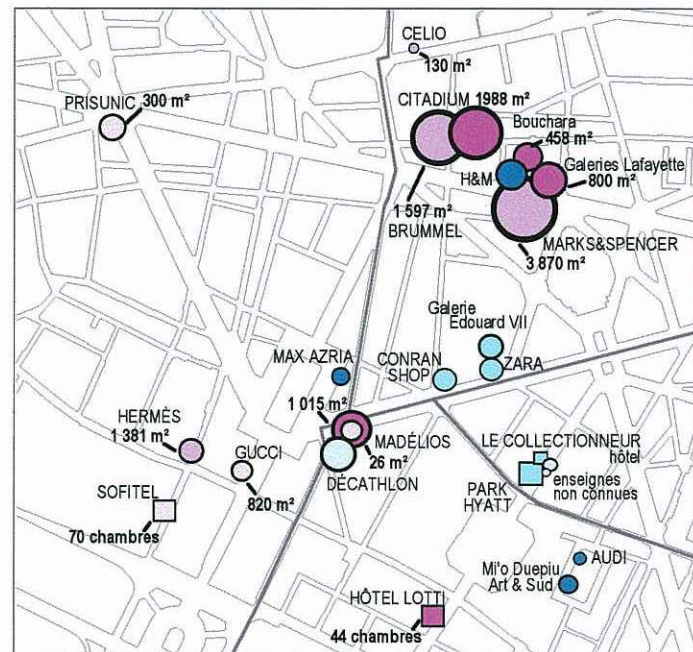 CELIO
130 m²
PRISUNIC 300 m²
CITADIUM 1988 m²
Bouchara
458 m²
H&M
Galeries Lafayette
800 m²
1 597 m²
BRUMMEL
MARKS&SPENCER
3 870 m²
Galerie
Edouard VII
MAX AZRIA
CONRAN
SHOP
ZARA
1 015 m²
HERMÈS
1 381 m²
MADÉLIOS
26 m²
GUCCI
820 m²
DÉCATHLON
LE COLLECTIONNEUR
hôtel
PARK
HYATT
enseignes
non connues
SOFITEL
70 chambres
AUDI
Mi'o Duepiu
Art & Sud
HÔTEL LOTTI
44 chambres